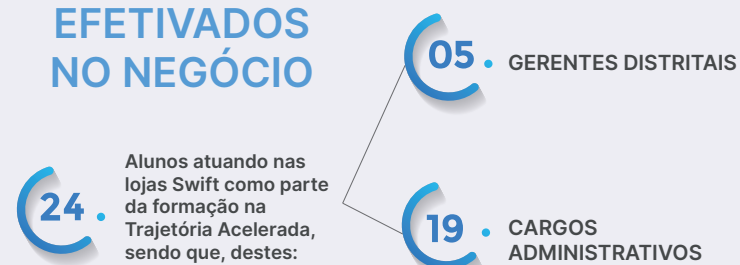 EFETIVADOS
NO NEGÓCIO
24
Alunos atuando nas
lojas Swift como parte
da formação na
Trajetória Acelerada,
sendo que, destes:
05
GERENTES DISTRITAIS
19
CARGOS
ADMINISTRATIVOS